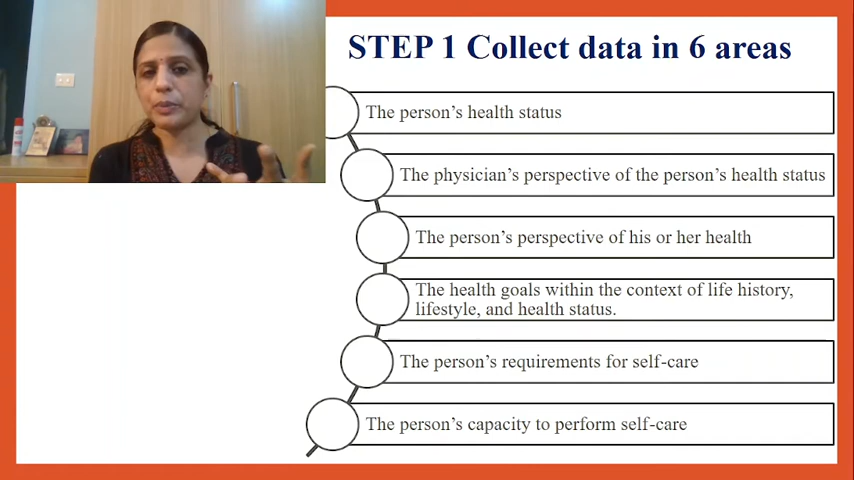 STEP 1 Collect data in 6 areas
The person’s health status
The physician’s perspective of the person’s health status
The person’s perspective of his or her health
The health goals within the context of life history,
lifestyle, and health status.
The person’s requirements for self-care
The person’s capacity to perform self-care